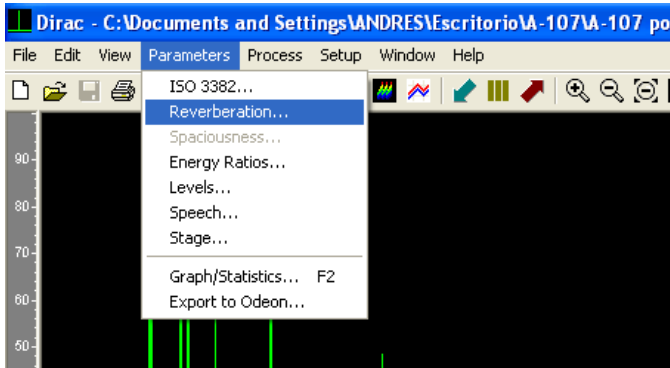 Dirac - C:\Documents and Settings\ANDRES\Escritorio\A-107\A-107 po
File Edit View Parameters Process Setup Window Help
ISO 3382...
Reverberation...
Spaciousness...
Energy Ratios...
Levels...
Speech...
Stage...
Graph/Statistics... F2
Export to Odeon...
90
80
70
60
50